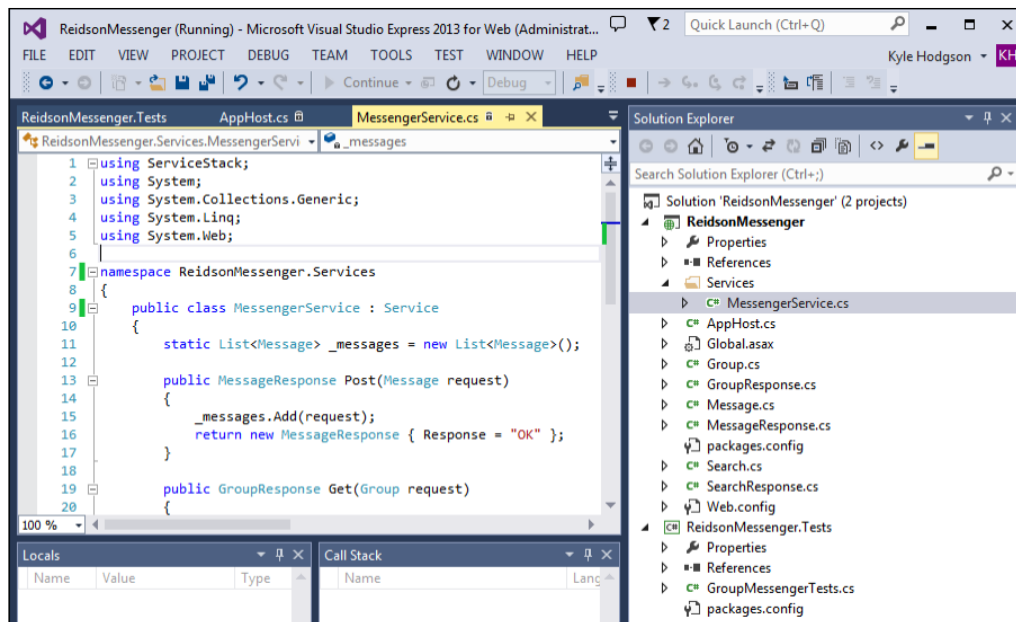 ReidsonMessenger (Running) - Microsoft Visual Studio Express 2013 for Web (Administrat... 2 Quick Launch (Ctrl+Q)
FILE EDIT VIEW PROJECT DEBUG TEAM TOOLS TEST WINDOW HELP Kyle Hodgson KH
Continue Debug
ReidsonMessenger.Tests AppHost.cs MessengerService.cs
ReidsonMessenger.Services.MessengerServi _messages
1 using ServiceStack;
2 using System;
3 using System.Collections.Generic;
4 using System.Linq;
5 using System.Web;
6
7 namespace ReidsonMessenger.Services
8 {
9 public class MessengerService : Service
10 {
11 static List<Message> _messages = new List<Message>();
12
13 public MessageResponse Post(Message request)
14 {
15 _messages.Add(request);
16 return new MessageResponse { Response = "OK" };
17 }
18
19 public GroupResponse Get(Group request)
20 {
100 %
Locals
Name Value Type
Call Stack
Name Lang
Solution Explorer
Search Solution Explorer (Ctrl+;)
Solution 'ReidsonMessenger' (2 projects)
ReidsonMessenger
Properties
References
Services
C# MessengerService.cs
C# AppHost.cs
Global.asax
C# Group.cs
C# GroupResponse.cs
C# Message.cs
C# MessageResponse.cs
packages.config
C# Search.cs
C# SearchResponse.cs
Web.config
C# ReidsonMessenger.Tests
Properties
References
C# GroupMessengerTests.cs
packages.config